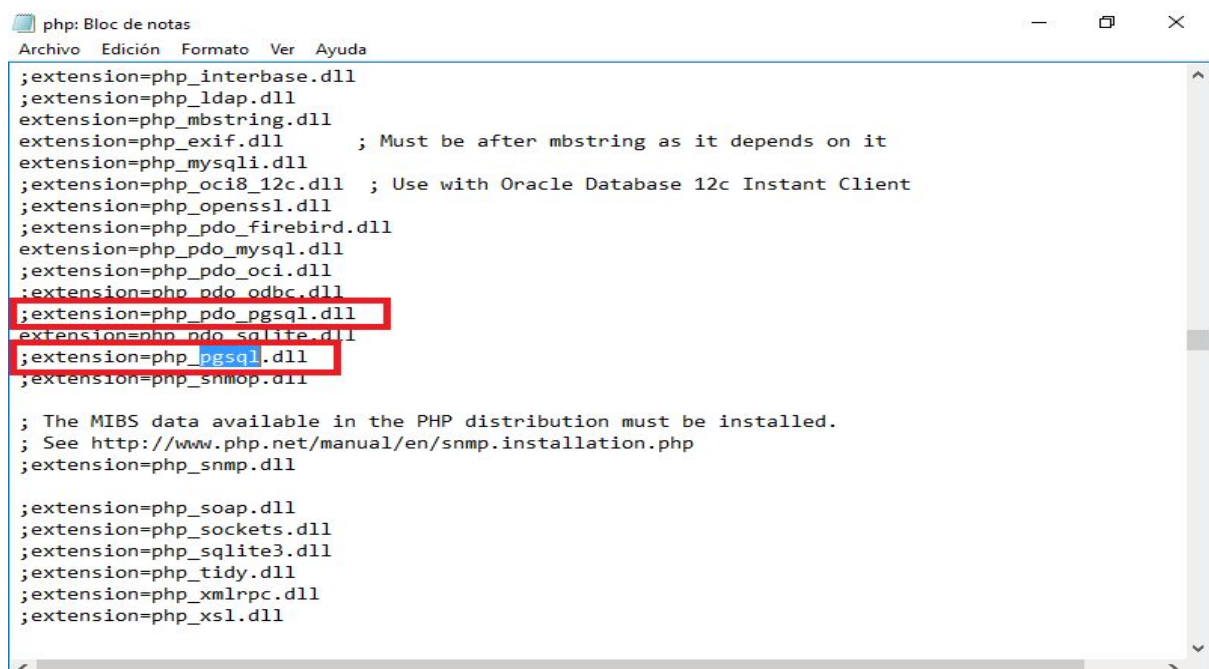 php: Bloc de notas
Archivo Edición Formato Ver Ayuda
;extension=php_interbase.dll
;extension=php_ldap.dll
extension=php_mbstring.dll
extension=php_exif.dll      ; Must be after mbstring as it depends on it
extension=php_mysqli.dll
;extension=php_oci8_12c.dll  ; Use with Oracle Database 12c Instant Client
;extension=php_openssl.dll
;extension=php_pdo_firebird.dll
extension=php_pdo_mysql.dll
;extension=php_pdo_oci.dll
;extension=php_pdo_odbc.dll
;extension=php_pdo_pgsql.dll
extension=php_pdo_sqlite.dll
;extension=php_pgsql.dll
;extension=php_shmop.dll
; The MIBS data available in the PHP distribution must be installed.
; See http://www.php.net/manual/en/snmp.installation.php
;extension=php_snmp.dll
;extension=php_soap.dll
;extension=php_sockets.dll
;extension=php_sqlite3.dll
;extension=php_tidy.dll
;extension=php_xmlrpc.dll
;extension=php_xsl.dll